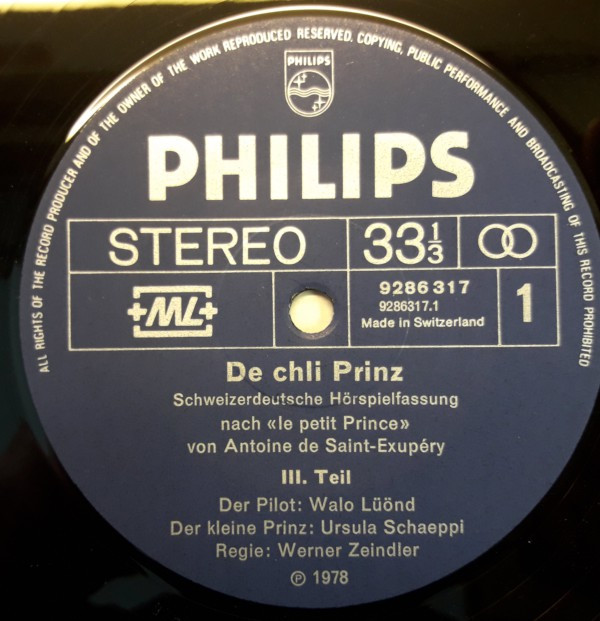 ALL RIGHTS OF THE RECORD PRODUCER AND OF THE OWNER OF THE WORK REPRODUCED RESERVED. COPYING, PUBLIC PERFORMANCE AND BROADCASTING OF THIS RECORD PROHIBITED
PHILIPS
PHILIPS
STEREO 33⅓
ML 9286 317
9286317.1
Made in Switzerland
1
De chli Prinz
Schweizerdeutsche Hörspielfassung
nach «le petit Prince»
von Antoine de Saint-Exupéry
III. Teil
Der Pilot: Walo Lüönd
Der kleine Prinz: Ursula Schaeppi
Regie: Werner Zeindler
Ⓟ 1978